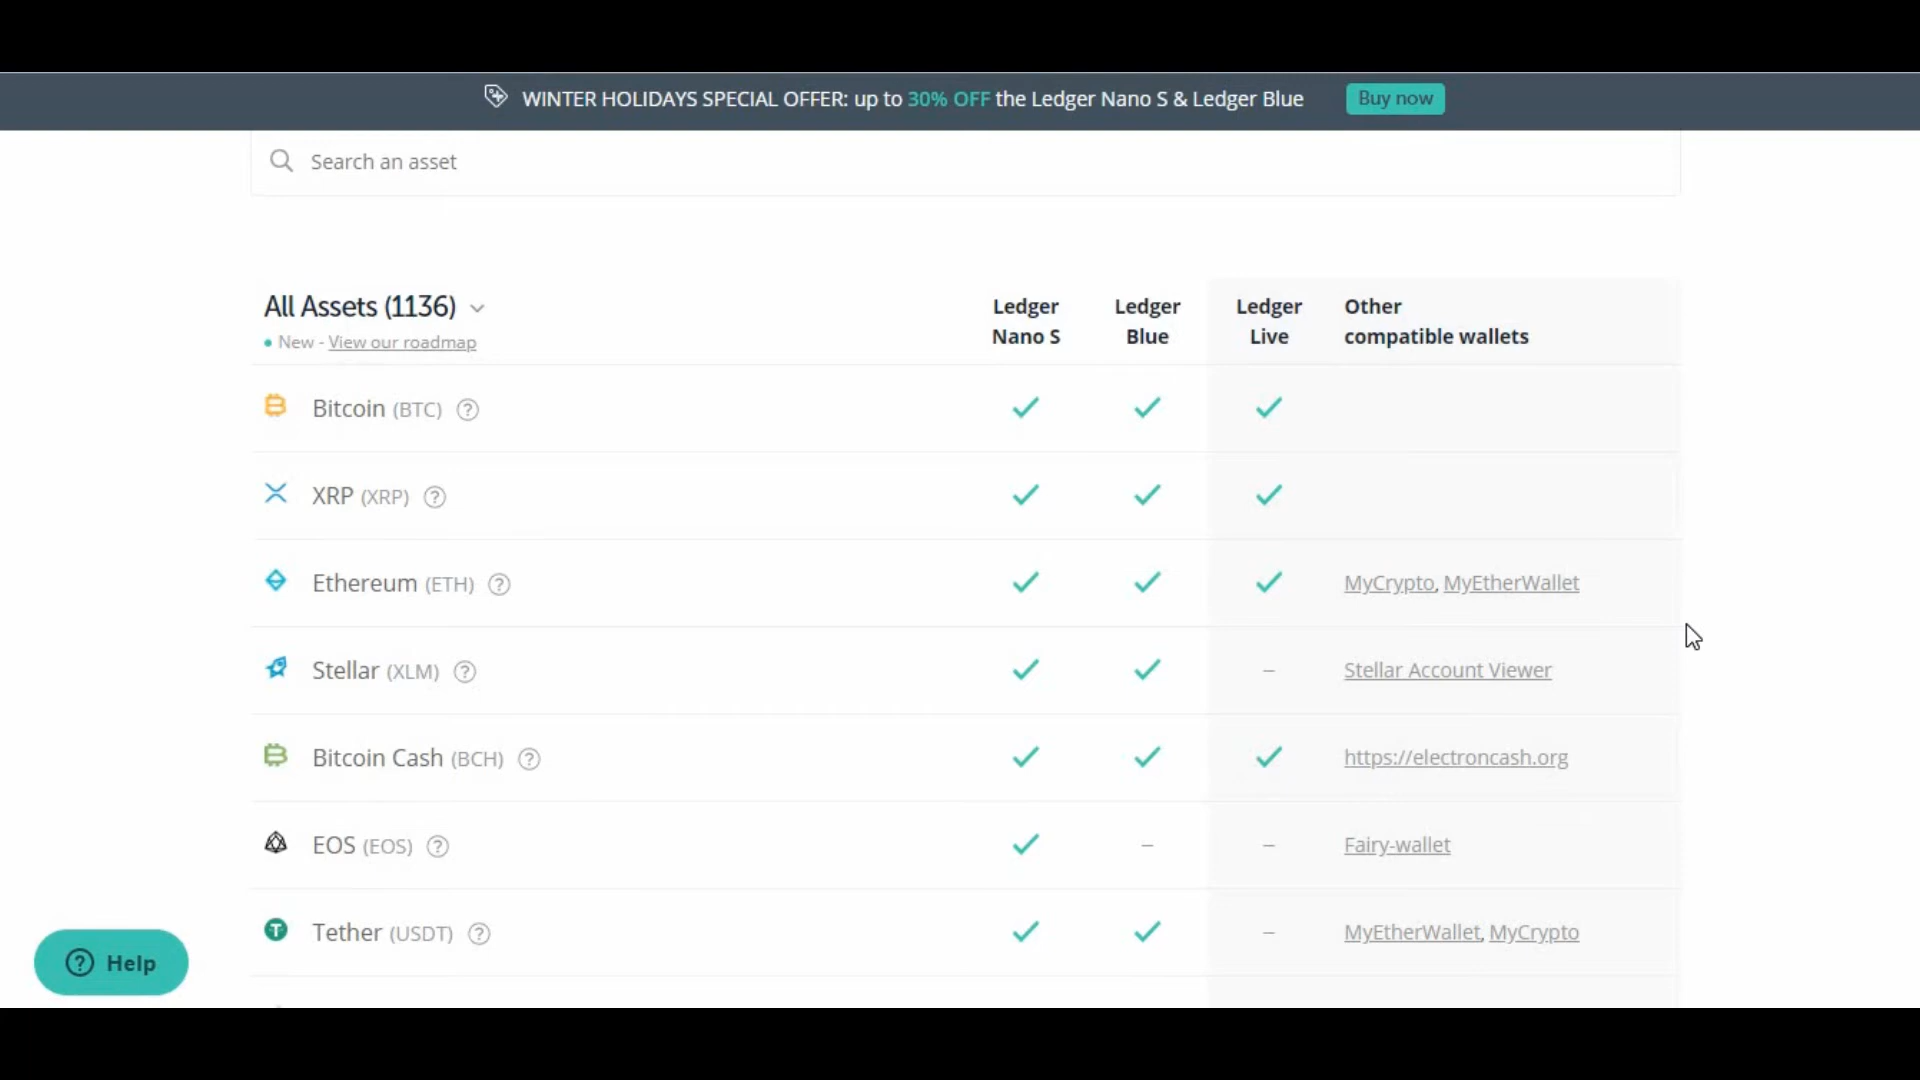 WINTER HOLIDAYS SPECIAL OFFER: up to 30% OFF the Ledger Nano S & Ledger Blue Buy now
Search an asset
All Assets (1136)
New - View our roadmap
Ledger
Nano S
Ledger
Blue
Ledger
Live
Other
compatible wallets
Bitcoin (BTC) ?
XRP (XRP) ?
Ethereum (ETH) ? MyCrypto, MyEtherWallet
Stellar (XLM) ? – Stellar Account Viewer
Bitcoin Cash (BCH) ? https://electroncash.org
EOS (EOS) ? – – Fairy-wallet
Tether (USDT) ? – MyEtherWallet, MyCrypto
? Help